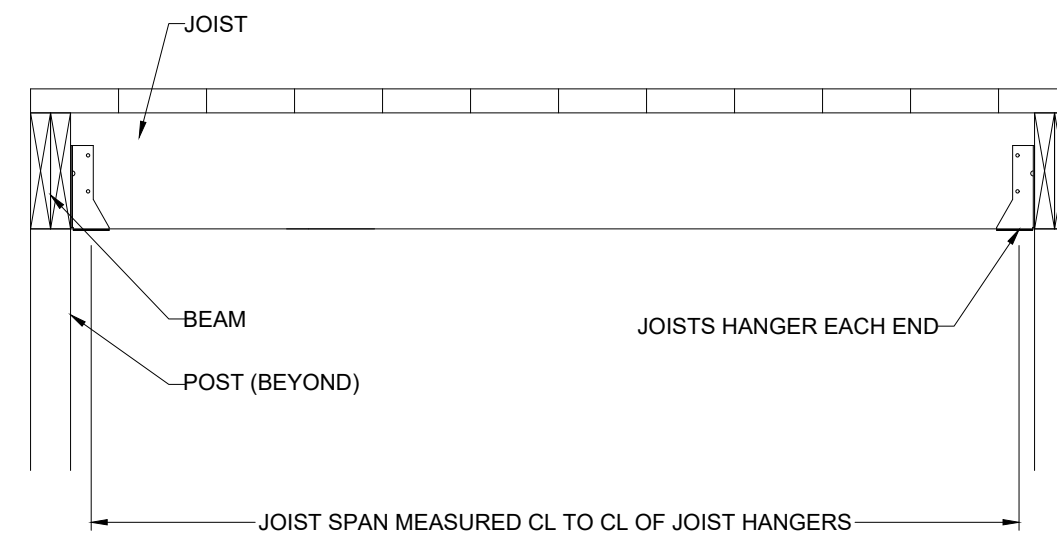 JOIST
BEAM
JOISTS HANGER EACH END
POST (BEYOND)
JOIST SPAN MEASURED CL TO CL OF JOIST HANGERS